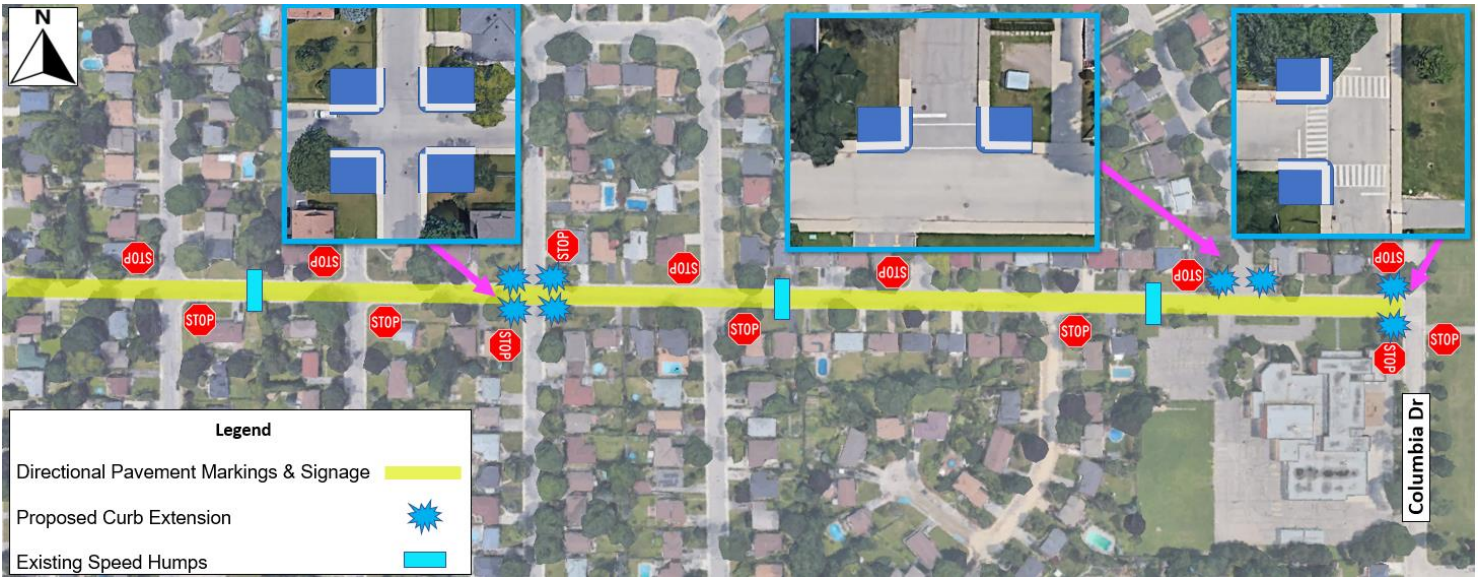 N
STOP
STOP
STOP
STOP
STOP
STOP
STOP
STOP
STOP
STOP
STOP
STOP
STOP
STOP
Legend
Directional Pavement Markings & Signage
Proposed Curb Extension
Existing Speed Humps
Columbia Dr